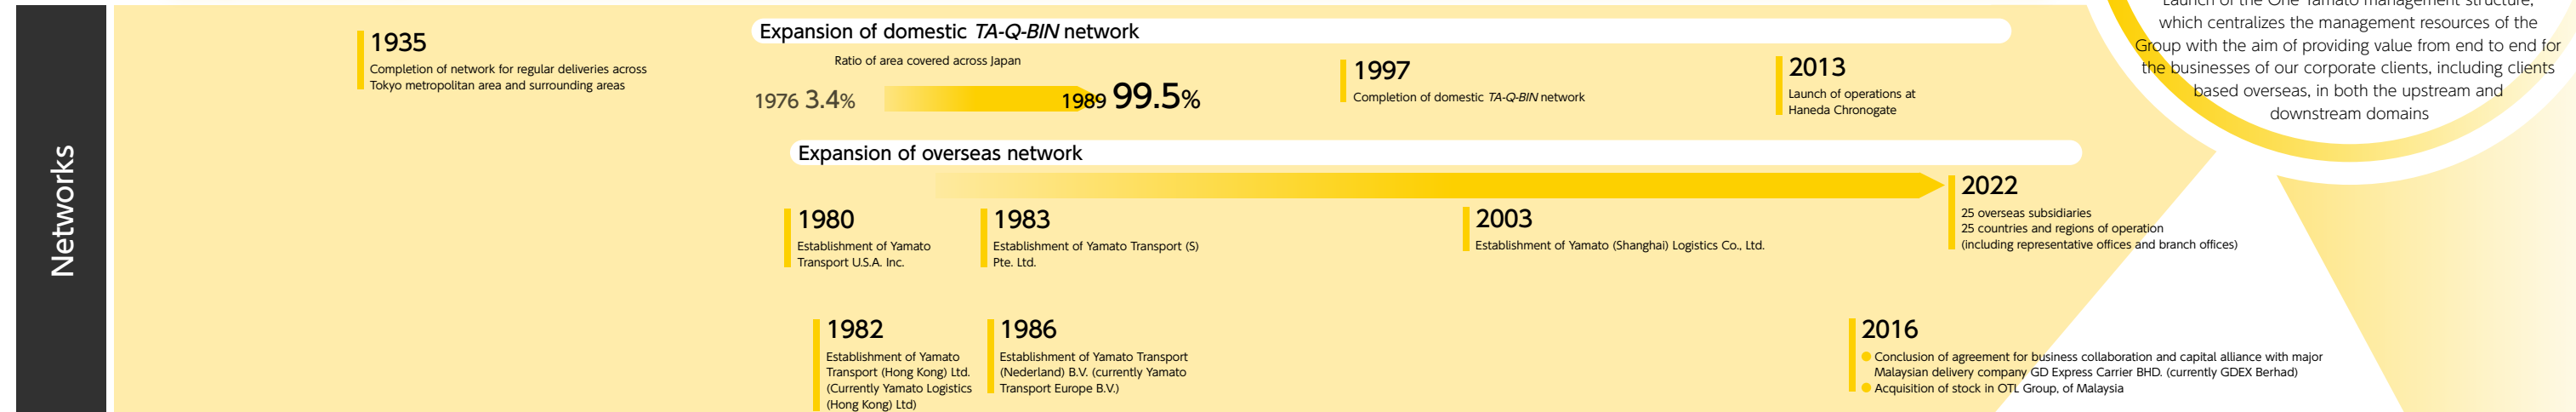 Networks
1935
Completion of network for regular deliveries across
Tokyo metropolitan area and surrounding areas
Expansion of domestic TA-Q-BIN network
Ratio of area covered across Japan
1976 3.4%
1989 99.5%
1997
Completion of domestic TA-Q-BIN network
2013
Launch of operations at
Haneda Chronogate
Launch of the One Yamato management structure,
which centralizes the management resources of the
Group with the aim of providing value from end to end for
the businesses of our corporate clients, including clients
based overseas, in both the upstream and
downstream domains
Expansion of overseas network
1980
Establishment of Yamato
Transport U.S.A. Inc.
1983
Establishment of Yamato Transport (S)
Pte. Ltd.
2003
Establishment of Yamato (Shanghai) Logistics Co., Ltd.
2022
25 overseas subsidiaries
25 countries and regions of operation
(including representative offices and branch offices)
1982
Establishment of Yamato
Transport (Hong Kong) Ltd.
(Currently Yamato Logistics
(Hong Kong) Ltd)
1986
Establishment of Yamato Transport
(Nederland) B.V. (currently Yamato
Transport Europe B.V.)
2016
● Conclusion of agreement for business collaboration and capital alliance with major
Malaysian delivery company GD Express Carrier BHD. (currently GDEX Berhad)
● Acquisition of stock in OTL Group, of Malaysia